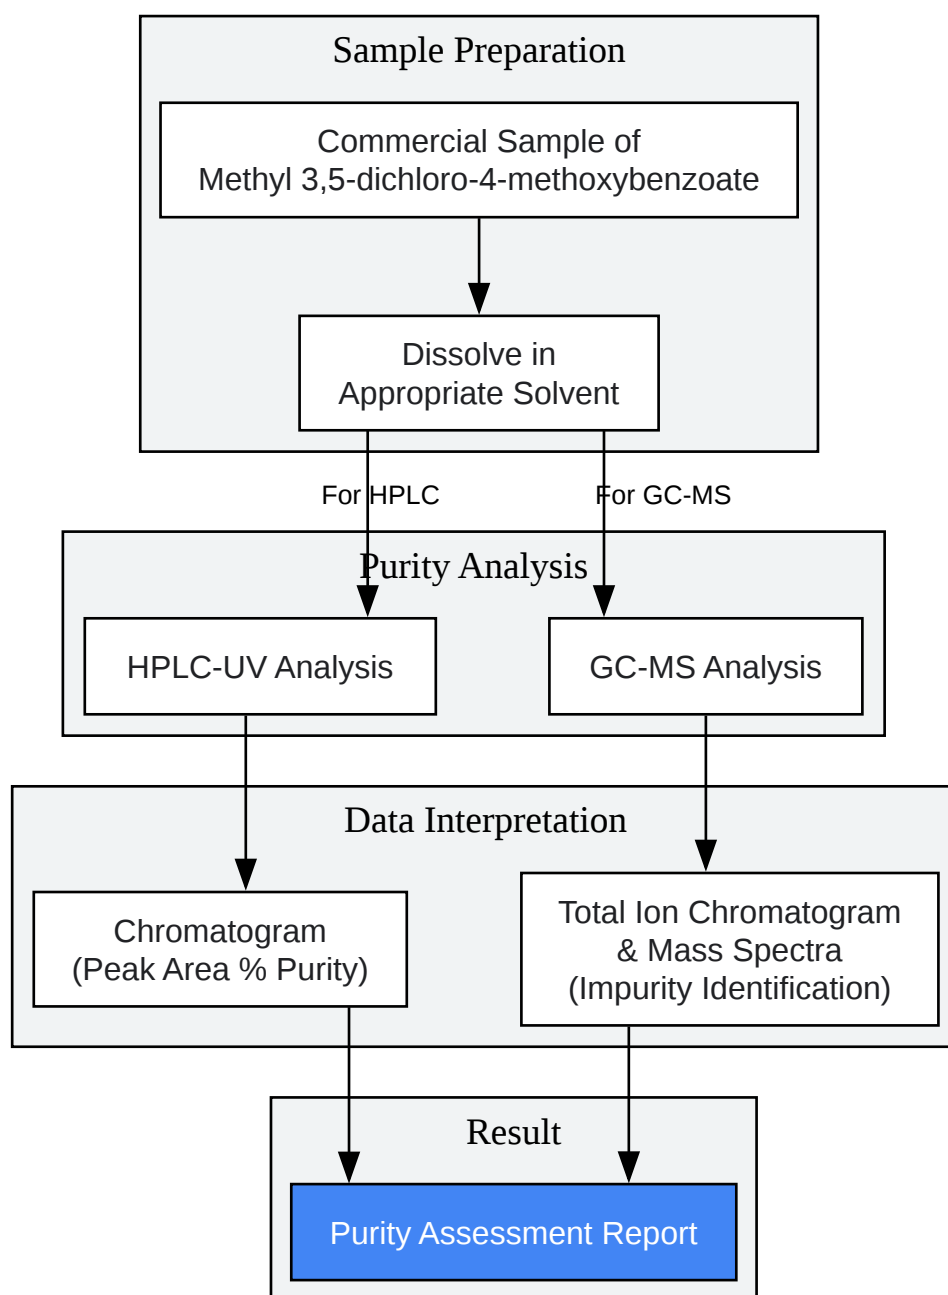 Sample Preparation
Commercial Sample of
Methyl 3,5-dichloro-4-methoxybenzoate
Dissolve in
Appropriate Solvent
For HPLC
For GC-MS
Purity Analysis
HPLC-UV Analysis
GC-MS Analysis
Data Interpretation
Chromatogram
(Peak Area % Purity)
Total Ion Chromatogram
& Mass Spectra
(Impurity Identification)
Result
Purity Assessment Report